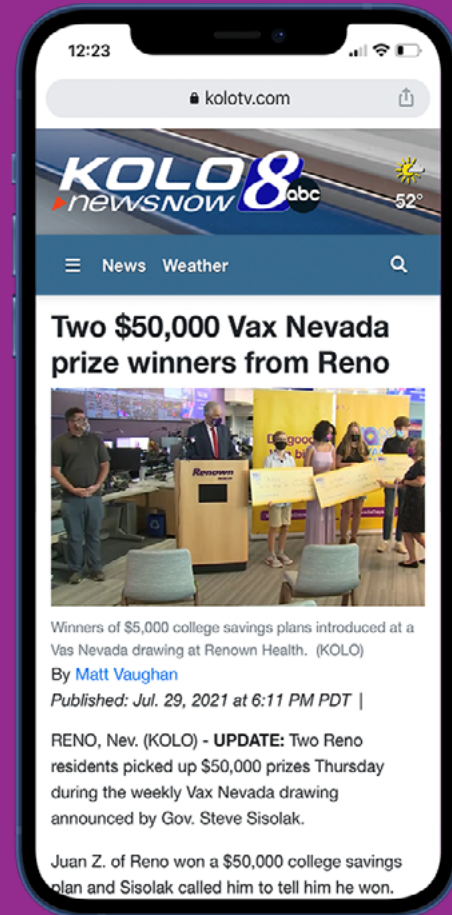 12:23
kolotv.com
KOLO 8 abc
NEWSNOW
52°
News Weather
Two $50,000 Vax Nevada
prize winners from Reno
Renown
Winners of $5,000 college savings plans introduced at a
Vas Nevada drawing at Renown Health. (KOLO)
By Matt Vaughan
Published: Jul. 29, 2021 at 6:11 PM PDT |
RENO, Nev. (KOLO) - UPDATE: Two Reno
residents picked up $50,000 prizes Thursday
during the weekly Vax Nevada drawing
announced by Gov. Steve Sisolak.
Juan Z. of Reno won a $50,000 college savings
plan and Sisolak called him to tell him he won.